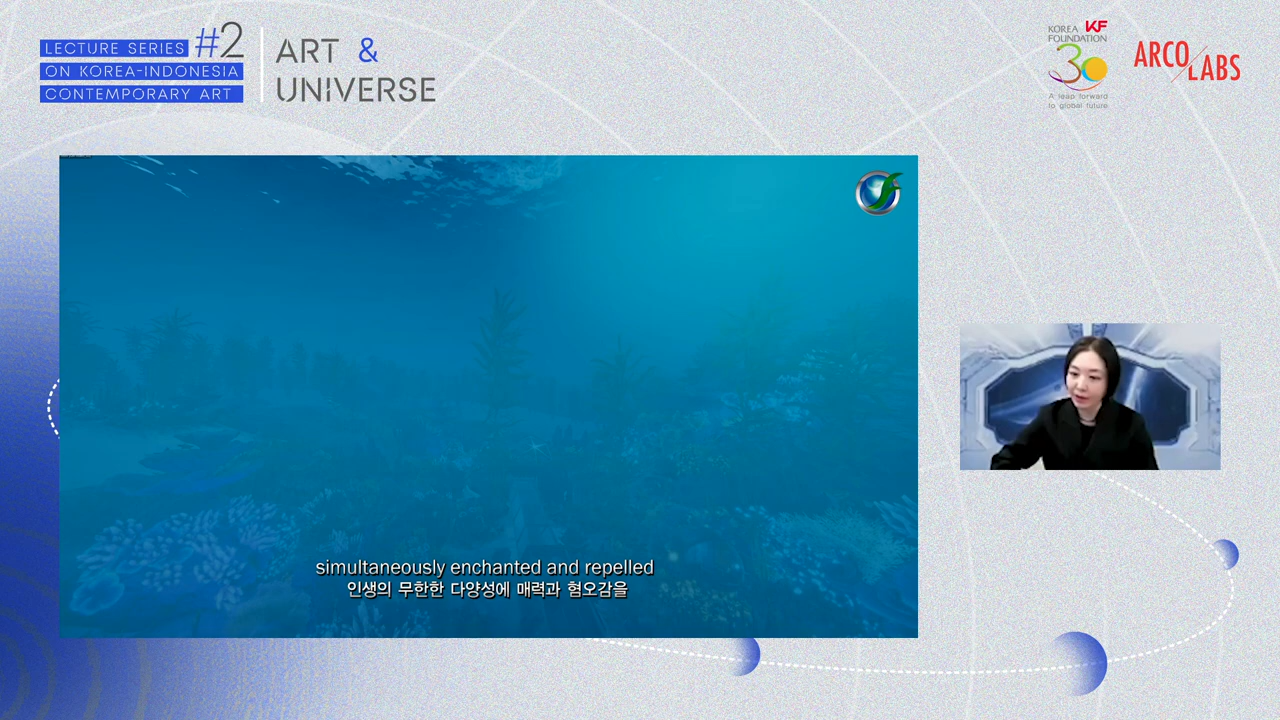 LECTURE SERIES #2
ON KOREA-INDONESIA
CONTEMPORARY ART
ART &
UNIVERSE
KOREA KF
FOUNDATION
30
A leap forward
to global future
ARCO LABS
simultaneously enchanted and repelled
인생의 무한한 다양성에 매력과 혐오감을